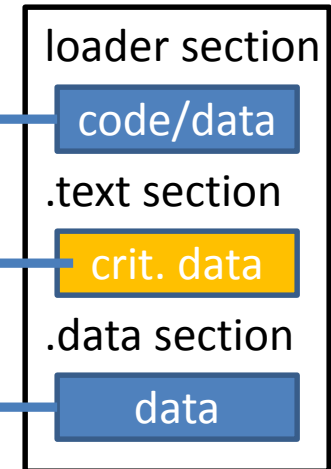 loader section
code/data
.text section
crit. data
.data section
data